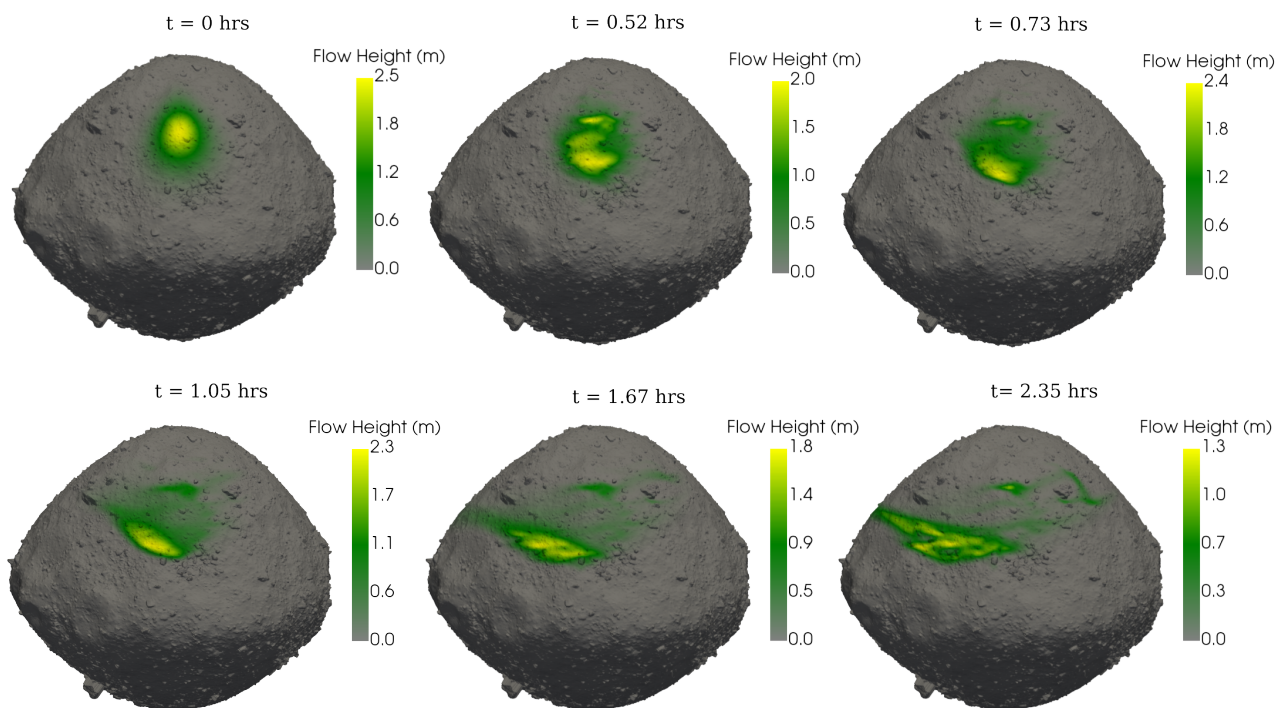 t = 0 hrs
Flow Height (m)
2.5
1.8
1.2
0.6
0.0
t = 0.52 hrs
Flow Height (m)
2.0
1.5
1.0
0.5
0.0
t = 0.73 hrs
Flow Height (m)
2.4
1.8
1.2
0.6
0.0
t = 1.05 hrs
Flow Height (m)
2.3
1.7
1.1
0.6
0.0
t = 1.67 hrs
Flow Height (m)
1.8
1.4
0.9
0.5
0.0
t= 2.35 hrs
Flow Height (m)
1.3
1.0
0.7
0.3
0.0